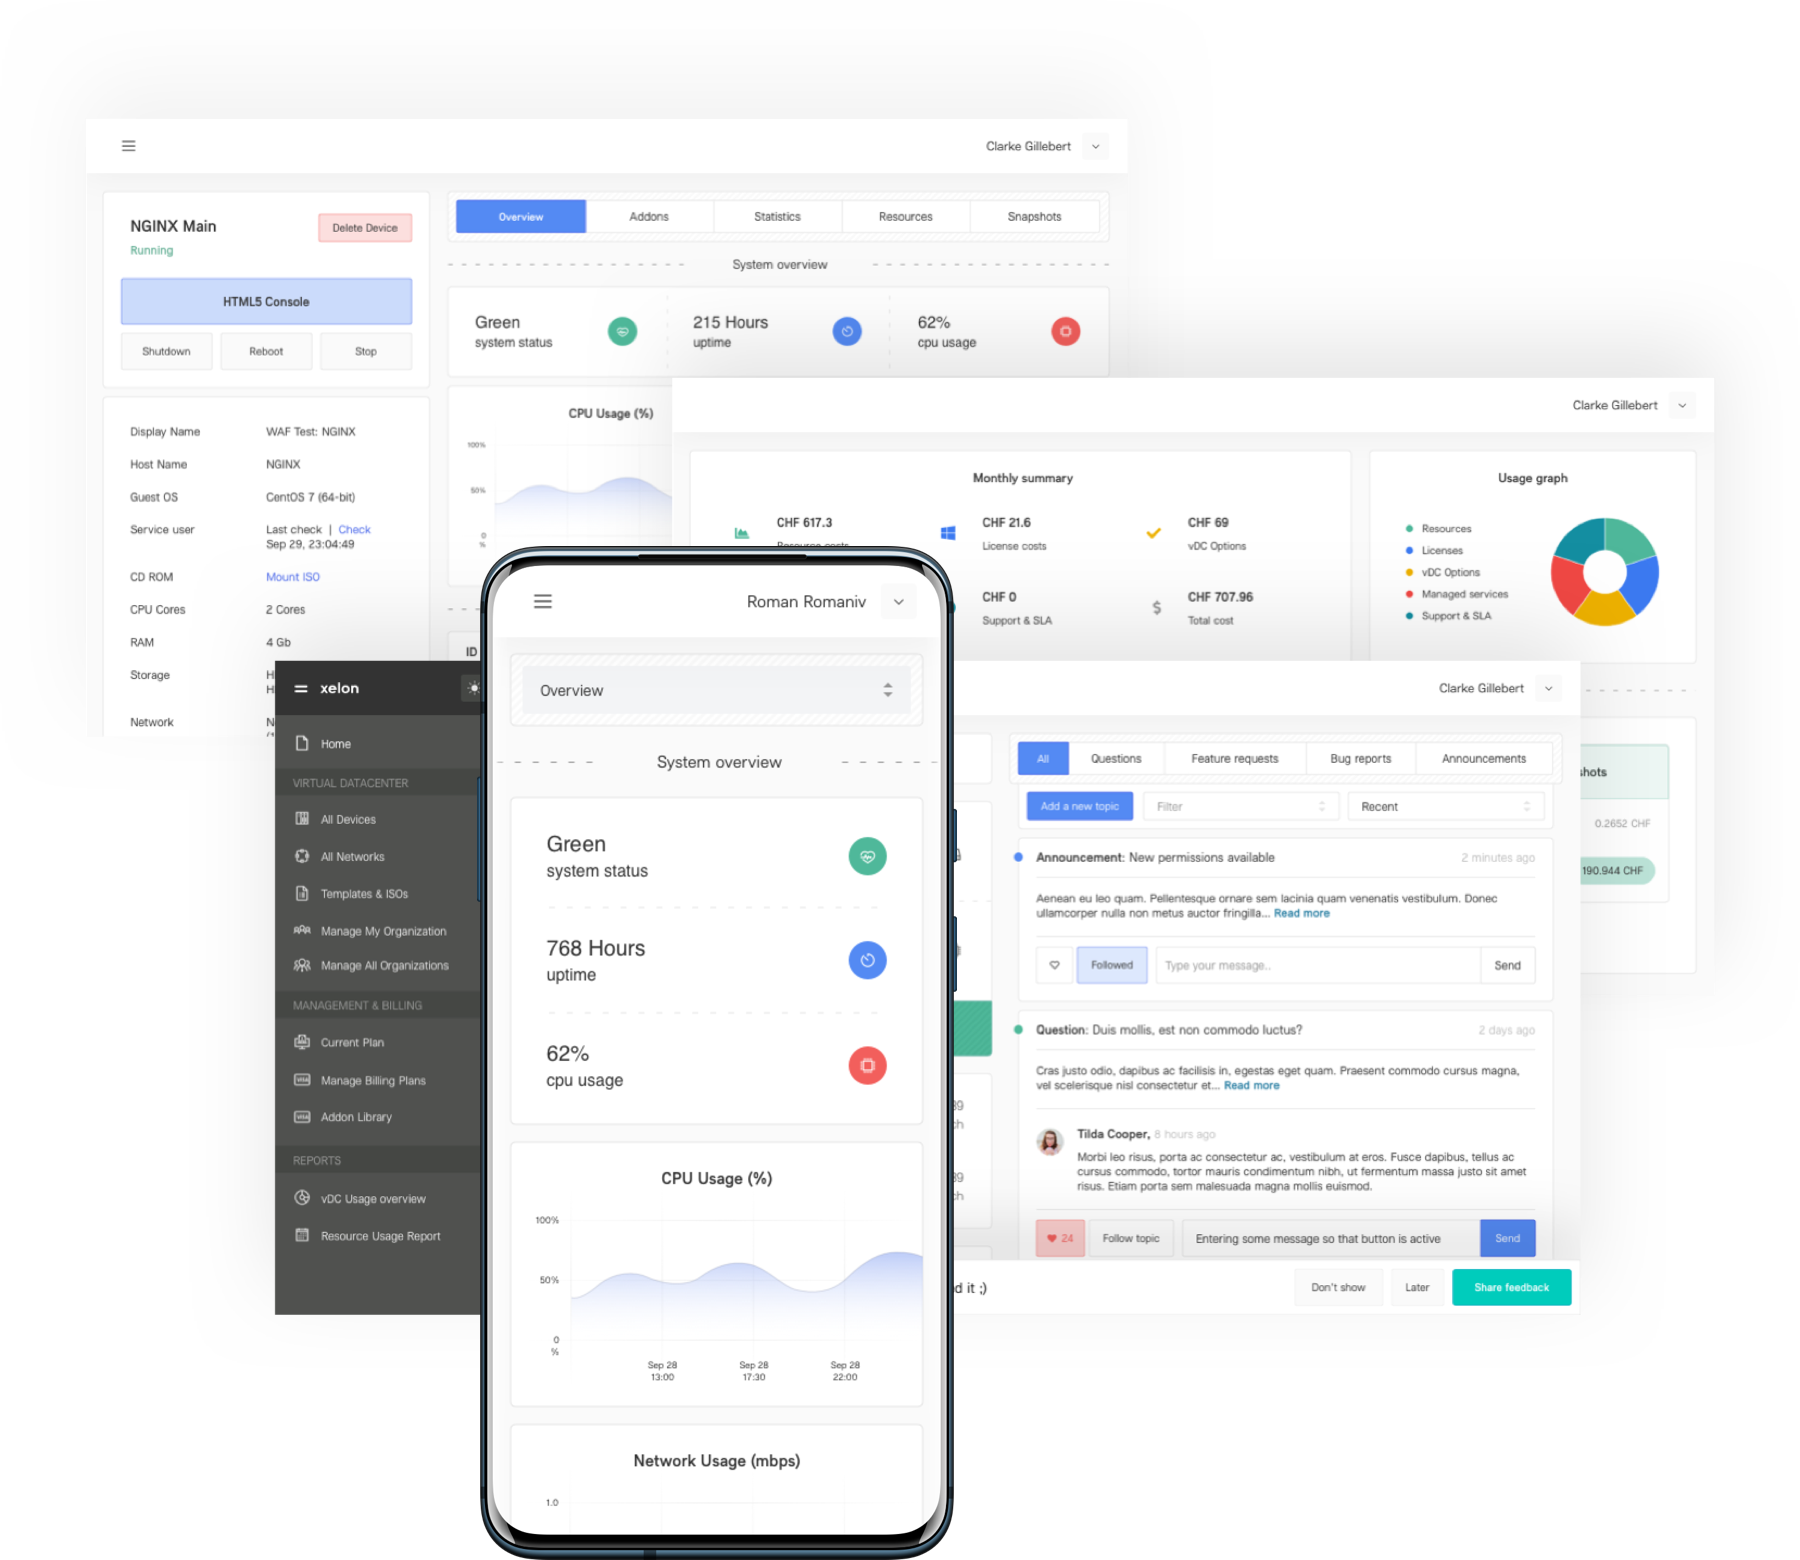 Clarke Gillebert
NGINX Main
Delete Device
Running
HTML5 Console
Shutdown
Reboot
Stop
Display Name WAF Test: NGINX
Host Name NGINX
Guest OS CentOS 7 (64-bit)
Service user Last check | Check
Sep 29, 23:04:49
CD ROM Mount ISO
CPU Cores 2 Cores
RAM 4 Gb
Storage
Network
Overview Addons Statistics Resources Snapshots
System overview
Green
system status
215 Hours
uptime
62%
cpu usage
CPU Usage (%)
100%
50%
0
%
ID
Clarke Gillebert
Monthly summary
CHF 617.3
Resource costs
CHF 21.6
License costs
CHF 69
vDC Options
CHF 0
Support & SLA
$
CHF 707.96
Total cost
Usage graph
Resources
Licenses
vDC Options
Managed services
Support & SLA
0.2652 CHF
190.944 CHF
xelon
Home
VIRTUAL DATACENTER
All Devices
All Networks
Templates & ISOs
Manage My Organization
Manage All Organizations
MANAGEMENT & BILLING
Current Plan
Manage Billing Plans
Addon Library
REPORTS
vDC Usage overview
Resource Usage Report
Clarke Gillebert
All Questions Feature requests Bug reports Announcements
Add a new topic
Filter
Recent
Announcement: New permissions available
2 minutes ago
Aenean eu leo quam. Pellentesque ornare sem lacinia quam venenatis vestibulum. Donec
ullamcorper nulla non metus auctor fringilla... Read more
Followed
Type your message..
Send
Question: Duis mollis, est non commodo luctus?
2 days ago
Cras justo odio, dapibus ac facilisis in, egestas eget quam. Praesent commodo cursus magna,
vel scelerisque nisl consectetur et... Read more
Tilda Cooper, 8 hours ago
Morbi leo risus, porta ac consectetur ac, vestibulum at eros. Fusce dapibus, tellus ac
cursus commodo, tortor mauris condimentum nibh, ut fermentum massa justo sit amet
risus. Etiam porta sem malesuada magna mollis euismod.
24
Follow topic
Entering some message so that button is active
Send
it ;)
Don't show
Later
Share feedback
Roman Romaniv
Overview
System overview
Green
system status
768 Hours
uptime
62%
cpu usage
CPU Usage (%)
100%
50%
0
%
Sep 28
13:00
Sep 28
17:30
Sep 28
22:00
Network Usage (mbps)
1.0